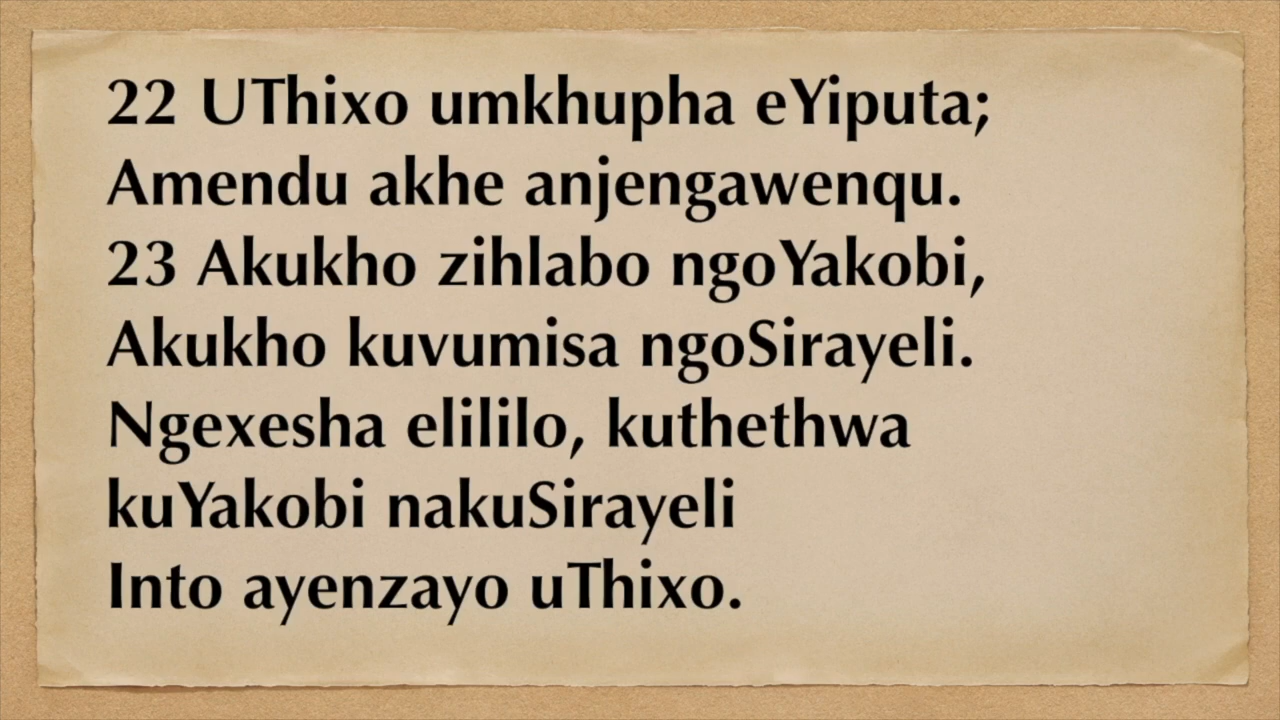 22 UThixo umkhupha eYiputa;
Amendu akhe anjengawenqu.
23 Akukho zihlabo ngoYakobi,
Akukho kuvumisa ngoSirayeli.
Ngexesha elililo, kuthethwa
kuYakobi nakuSirayeli
Into ayenzayo uThixo.